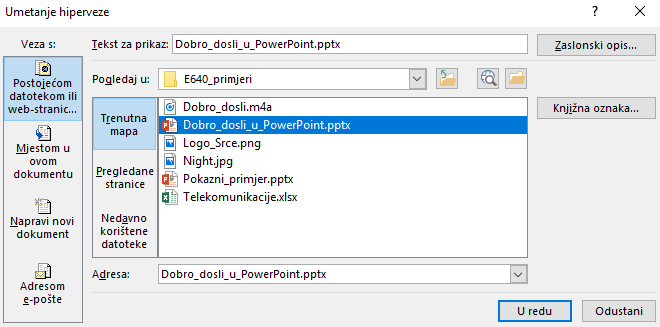 Umetanje hiperveze
Veza s:
Tekst za prikaz: Dobro_dosli_u_PowerPoint.pptx
Zaslonski opis...
Postojećom
datotekom ili
web-stranic...
Pogledaj u: E640_primjeri
Trenutna
mapa
Dobro_dosli.m4a
Dobro_dosli_u_PowerPoint.pptx
Logo_Srce.png
Night.jpg
Pokazni_primjer.pptx
Telekomunikacije.xlsx
Knjižna oznaka...
Mjestom u
ovom
dokumentu
Pregledane
stranice
Napravi novi
dokument
Nedavno
korištene
datoteke
Adresom
e-pošte
Adresa: Dobro_dosli_u_PowerPoint.pptx
U redu
Odustani